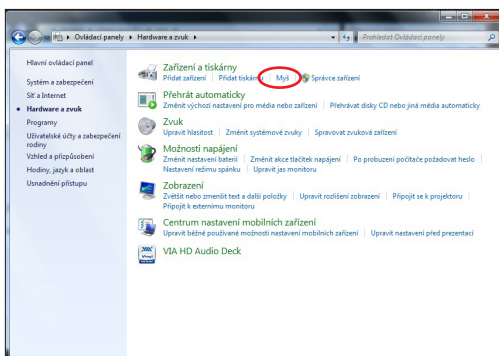 Ovládací panely
Hardware a zvuk
Prohledat Ovládací panely
Hlavní ovládací panel
Systém a zabezpečení
Síť a Internet
Hardware a zvuk
Programy
Uživatelské účty a zabezpečení
rodiny
Vzhled a přizpůsobení
Hodiny, jazyk a oblast
Usnadnění přístupu
Zařízení a tiskárny
Přidat zařízení Přidat tiskárnu Myš Správce zařízení
Přehrát automaticky
Změnit výchozí nastavení pro média nebo zařízení Přehrávat disky CD nebo jiná média automaticky
Zvuk
Upravit hlasitost Změnit systémové zvuky Spravovat zvuková zařízení
Možnosti napájení
Změnit nastavení baterií Změnit akce tlačítek napájení Po probuzení počítače požadovat heslo
Nastavení režimu spánku Upravit jas monitoru
Zobrazení
Zvětšit nebo zmenšit text a další položky Upravit rozlišení zobrazení Připojit se k projektoru
Připojit k externímu monitoru
Centrum nastavení mobilních zařízení
Upravit běžně používané možnosti nastavení mobilních zařízení Upravit nastavení před prezentací
VIA HD Audio Deck